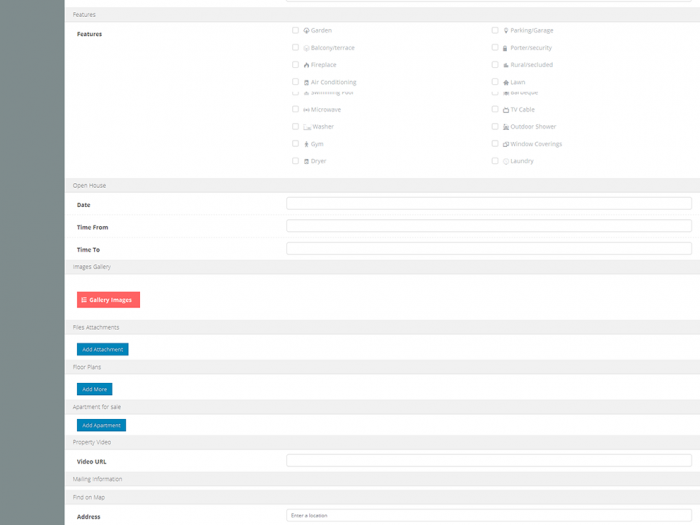 Features
Features
Garden
Parking/Garage
Balcony/terrace
Porter/security
Fireplace
Rural/secluded
Air Conditioning
Lawn
Swimming Pool
Barbeque
Microwave
TV Cable
Washer
Outdoor Shower
Gym
Window Coverings
Dryer
Laundry
Open House
Date
Time From
Time To
Images Gallery
Gallery Images
Files Attachments
Add Attachment
Floor Plans
Add More
Apartment for sale
Add Apartment
Property Video
Video URL
Mailing Information
Find on Map
Address
Enter a location